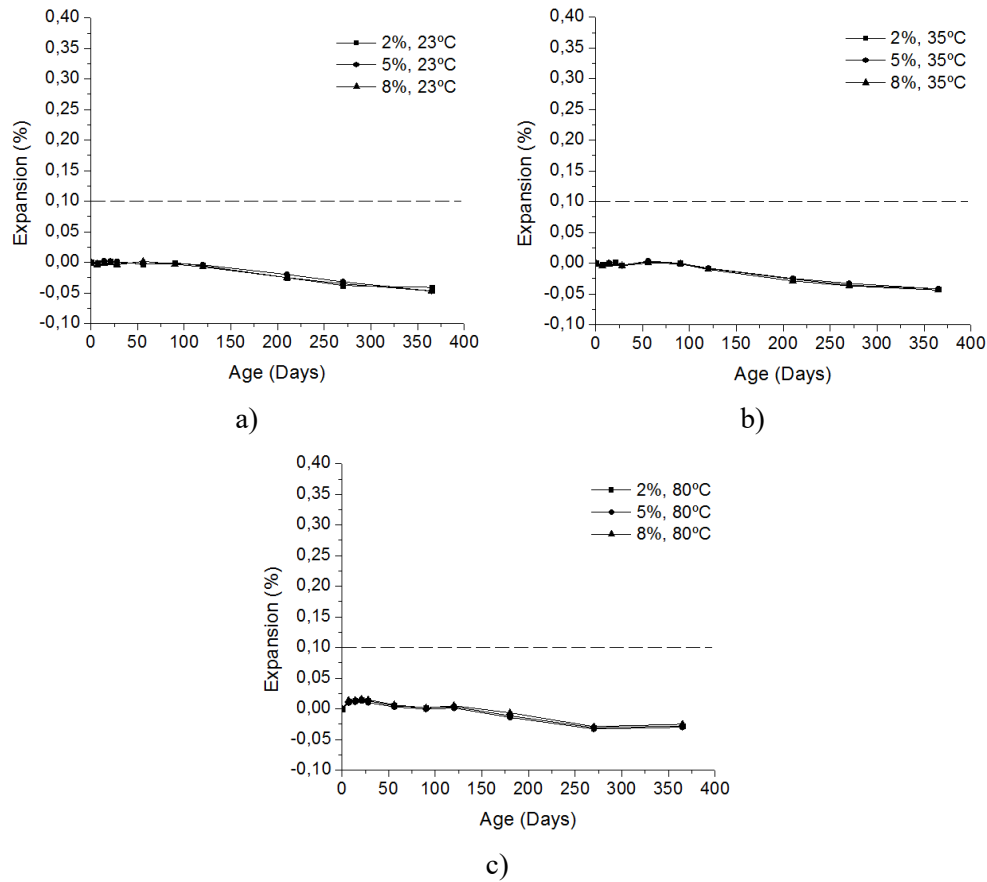 0,40
0,35
0,30
0,25
0,20
0,15
0,10
0,05
0,00
-0,05
-0,10
Expansion (%)
2%, 23ºC
5%, 23ºC
8%, 23ºC
0 50 100 150 200 250 300 350 400
Age (Days)
a)
0,40
0,35
0,30
0,25
0,20
0,15
0,10
0,05
0,00
-0,05
-0,10
Expansion (%)
2%, 35ºC
5%, 35ºC
8%, 35ºC
0 50 100 150 200 250 300 350 400
Age (Days)
b)
0,40
0,35
0,30
0,25
0,20
0,15
0,10
0,05
0,00
-0,05
-0,10
Expansion (%)
2%, 80ºC
5%, 80ºC
8%, 80ºC
0 50 100 150 200 250 300 350 400
Age (Days)
c)